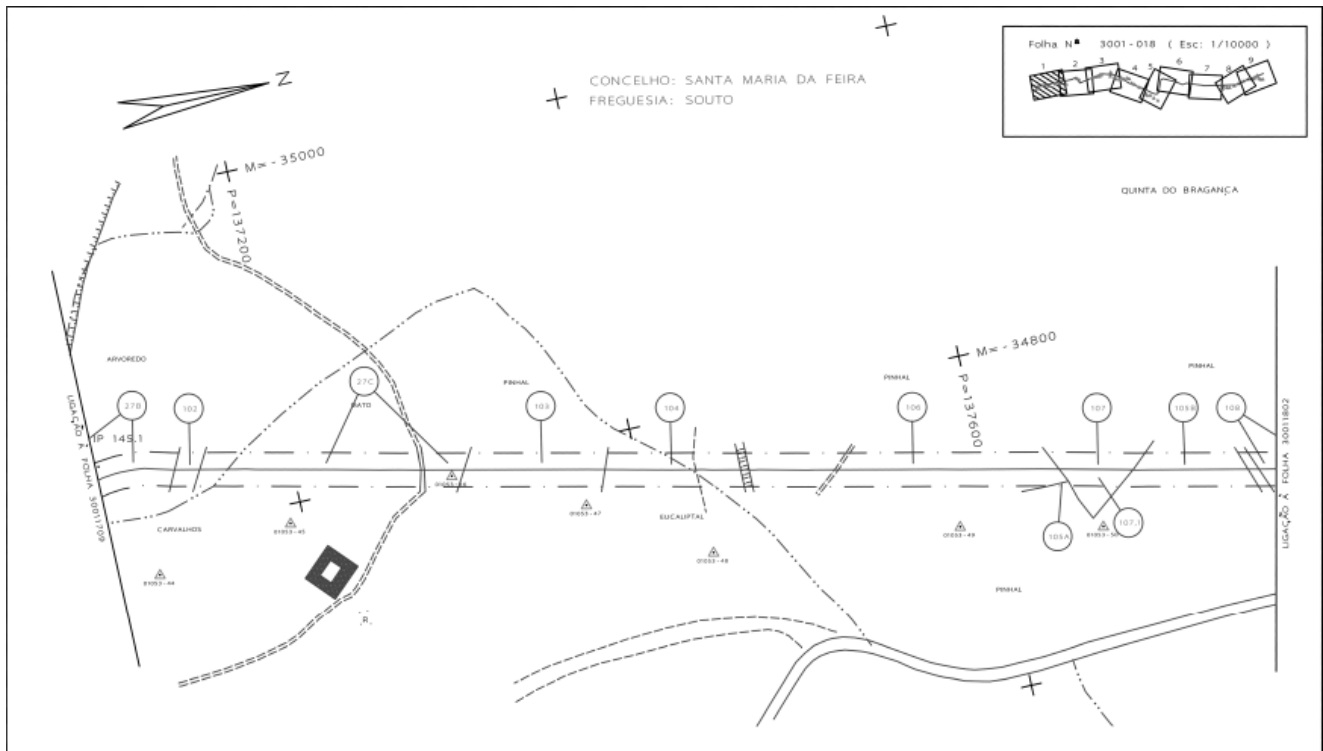 Folha Nª 3001-018 ( Esc: 1/10000 )
1 2 3 4 5 6 7 8 9
Z
CONCELHO: SANTA MARIA DA FEIRA
FREGUESIA: SOUTO
M=-35000
P=137200
QUINTA DO BRAGANÇA
M=-34800
P=137600
ARVOREDO
PINHAL
PINHAL
PINHAL
MATO
27B
102
27C
103
104
106
107
105B
108
IP 145.1
LIGAÇÃO À FOLHA 30011709
LIGAÇÃO À FOLHA 30011802
CARVALHOS
EUCALIPTAL
01053-45
01053-47
01053-49
01053-50
105A
107.1
01053-44
01053-48
PINHAL
R.